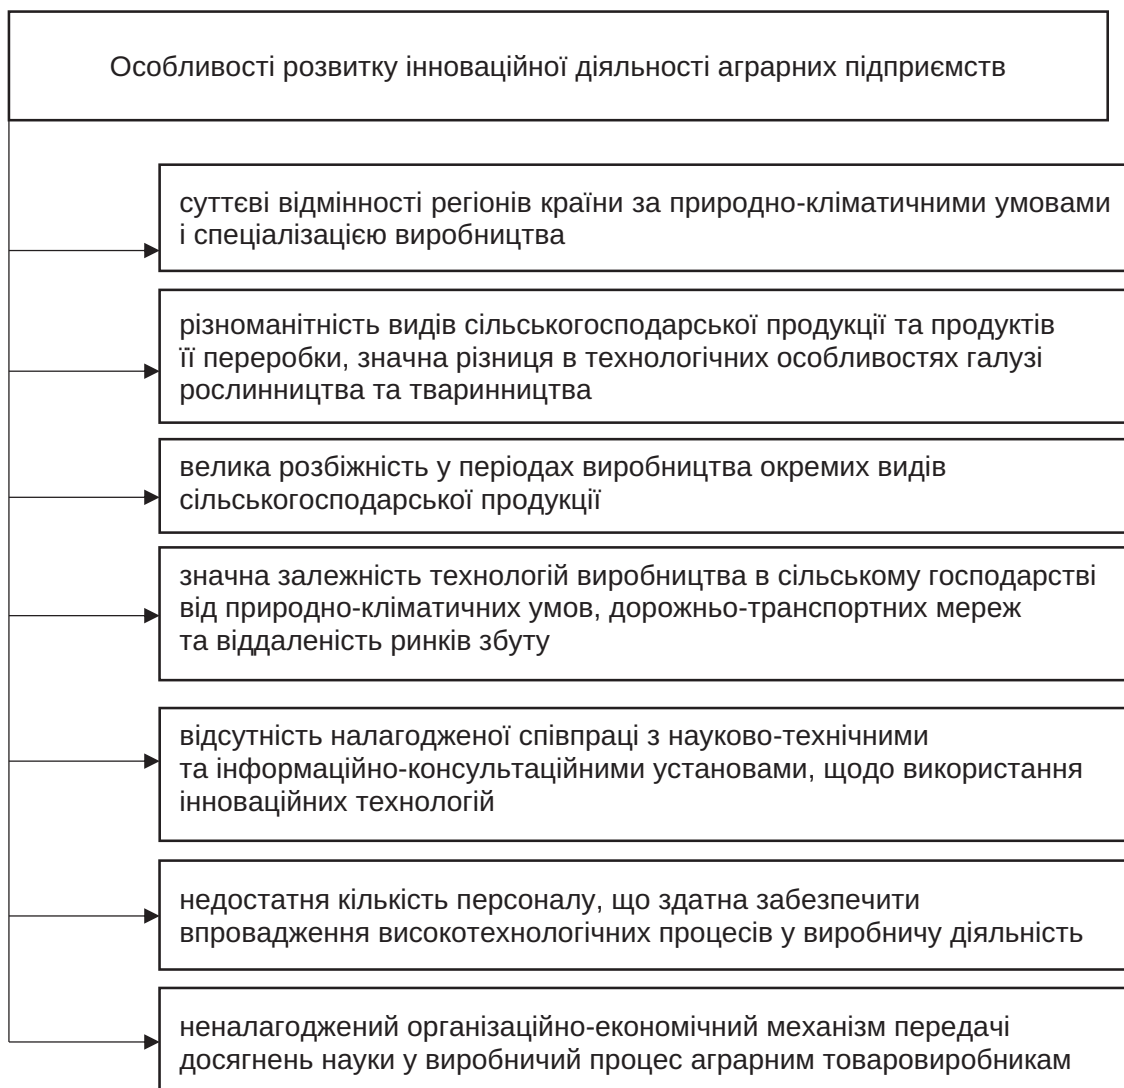 Особливості розвитку інноваційної діяльності аграрних підприємств
суттєві відмінності регіонів країни за природно-кліматичними умовами
і спеціалізацією виробництва
різноманітність видів сільськогосподарської продукції та продуктів
її переробки, значна різниця в технологічних особливостях галузі
рослинництва та тваринництва
велика розбіжність у періодах виробництва окремих видів
сільськогосподарської продукції
значна залежність технологій виробництва в сільському господарстві
від природно-кліматичних умов, дорожньо-транспортних мереж
та віддаленість ринків збуту
відсутність налагодженої співпраці з науково-технічними
та інформаційно-консультаційними установами, щодо використання
інноваційних технологій
недостатня кількість персоналу, що здатна забезпечити
впровадження високотехнологічних процесів у виробничу діяльність
неналагоджений організаційно-економічний механізм передачі
досягнень науки у виробничий процес аграрним товаровиробникам